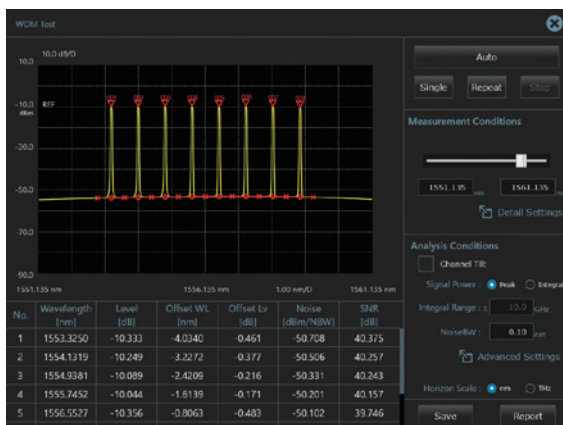 WDM Test
10.0 dB/D
10.0
Auto
-10.0 REF
dBm
Single Repeat Stop
Measurement Conditions
-30.0
-50.0
1551.135 nm 1561.135 nm
Detail Settings
-70.0
Analysis Conditions
Channel Tilt
-90.0
1551.135 nm 1556.135 nm 1.00 nm/D 1561.135 nm
Signal Power : Peak Integral
No. Wavelength [nm] Level [dB] Offset WL [nm] Offset Lv [dB] Noise [dBm/NBW] SNR [dB]
Integral Range : ± 10.0 GHz
1 1553.3250 -10.333 -4.0340 -0.461 -50.708 40.375
NoiseBW : 0.10 nm
2 1554.1319 -10.249 -3.2272 -0.377 -50.506 40.257
3 1554.9381 -10.089 -2.4209 -0.216 -50.331 40.243
Advanced Settings
4 1555.7452 -10.044 -1.6139 -0.171 -50.201 40.157
Horizon Scale : nm THz
5 1556.5527 -10.356 -0.8063 -0.483 -50.102 39.746
Save Report